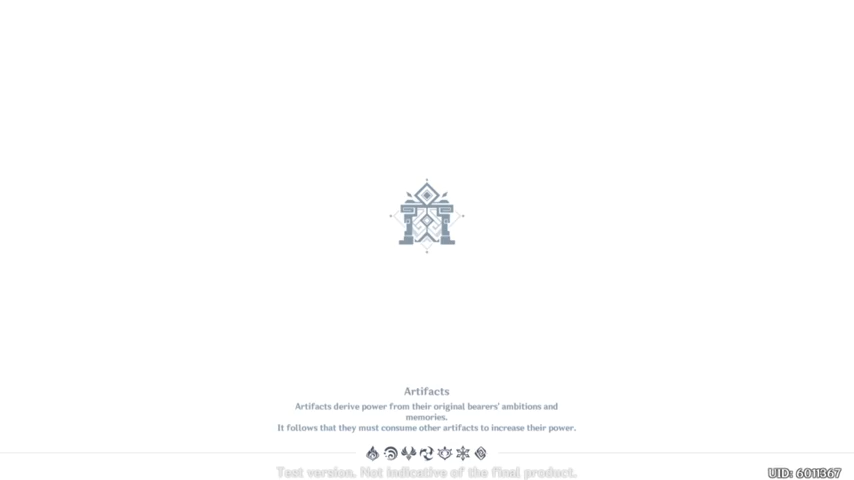 Artifacts
Artifacts derive power from their original bearers' ambitions and
memories.
It follows that they must consume other artifacts to increase their power.
Test version. Not indicative of the final product.
UID: 6011367